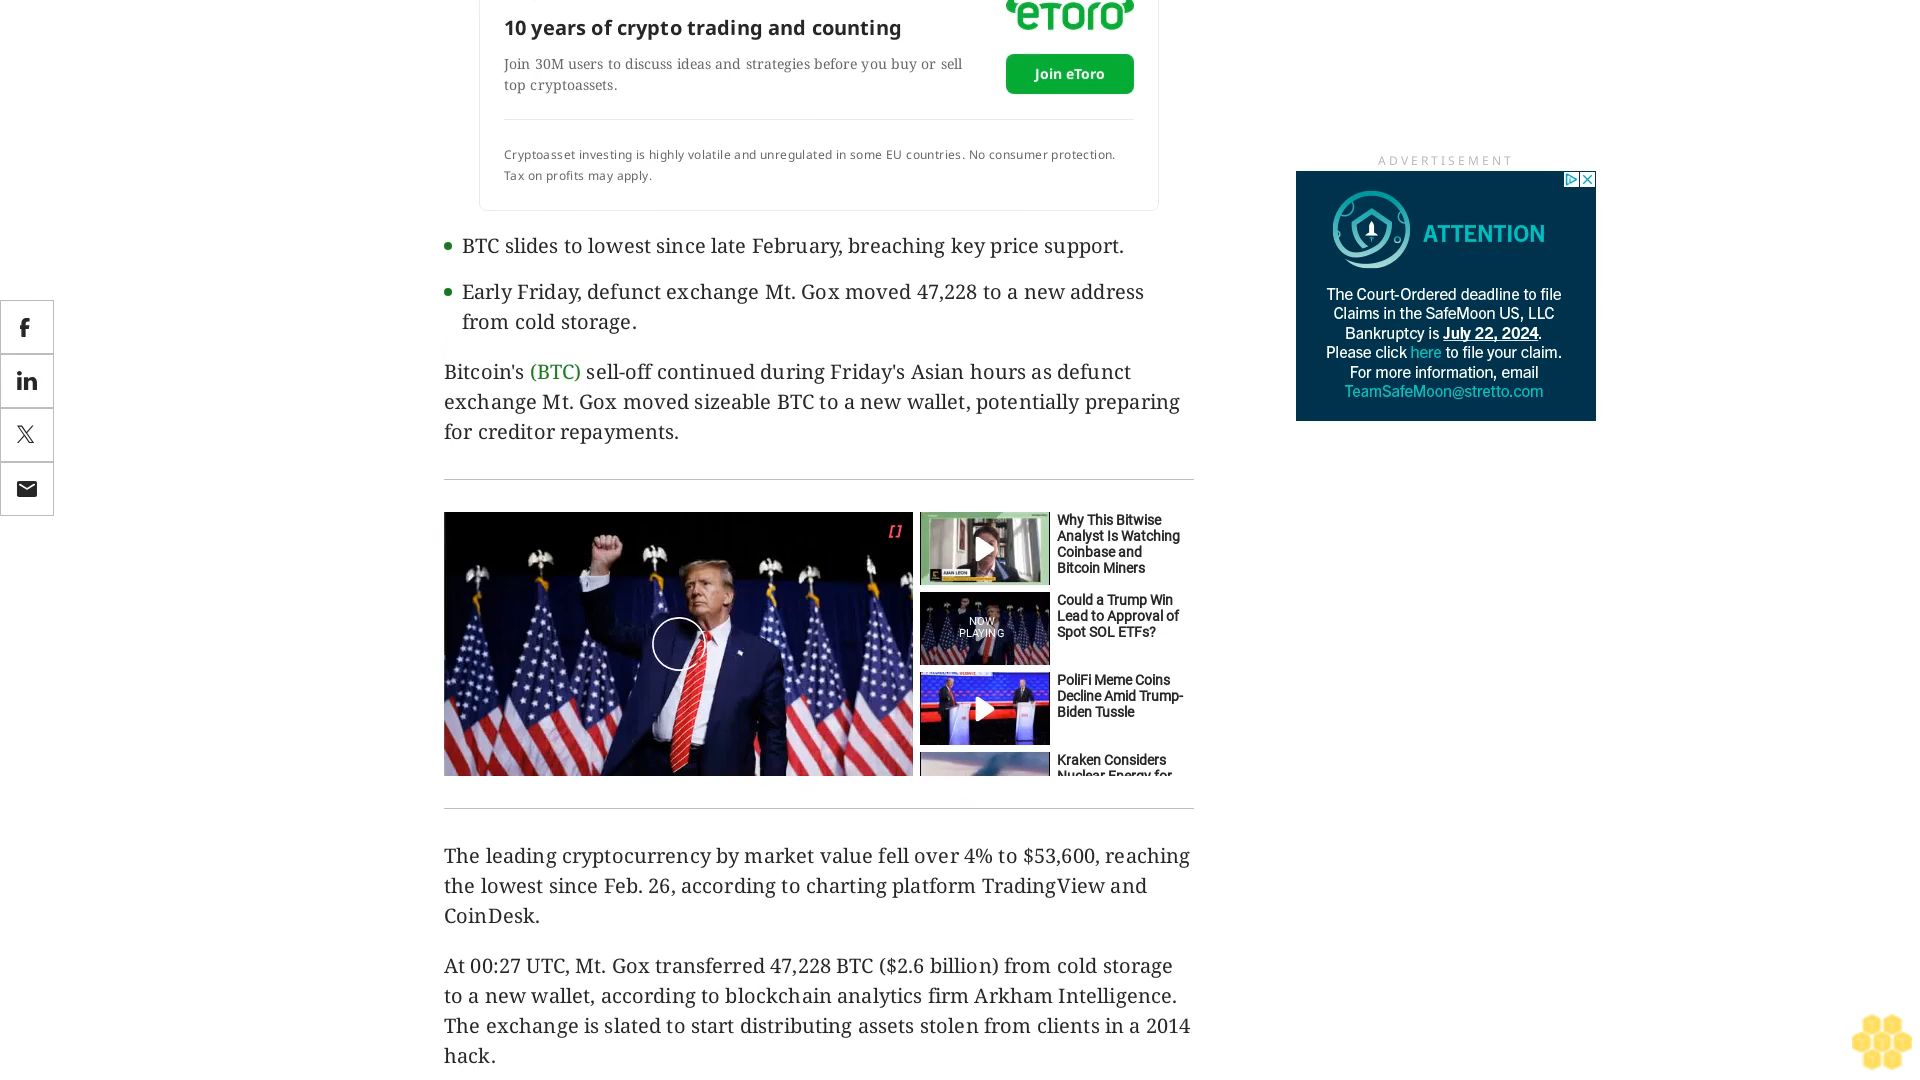 eToro
10 years of crypto trading and counting
Join 30M users to discuss ideas and strategies before you buy or sell
top cryptoassets.
Join eToro
Cryptoasset investing is highly volatile and unregulated in some EU countries. No consumer protection.
Tax on profits may apply.
BTC slides to lowest since late February, breaching key price support.
Early Friday, defunct exchange Mt. Gox moved 47,228 to a new address
from cold storage.
Bitcoin's (BTC) sell-off continued during Friday's Asian hours as defunct
exchange Mt. Gox moved sizeable BTC to a new wallet, potentially preparing
for creditor repayments.
Why This Bitwise
Analyst Is Watching
Coinbase and
Bitcoin Miners
JUAN LEON
Could a Trump Win
Lead to Approval of
Spot SOL ETFs?
NOW
PLAYING
PoliFi Meme Coins
Decline Amid Trump-
Biden Tussle
Kraken Considers
Nuclear Energy for
The leading cryptocurrency by market value fell over 4% to $53,600, reaching
the lowest since Feb. 26, according to charting platform TradingView and
CoinDesk.
At 00:27 UTC, Mt. Gox transferred 47,228 BTC ($2.6 billion) from cold storage
to a new wallet, according to blockchain analytics firm Arkham Intelligence.
The exchange is slated to start distributing assets stolen from clients in a 2014
hack.
ADVERTISEMENT
ATTENTION
The Court-Ordered deadline to file
Claims in the SafeMoon US, LLC
Bankruptcy is July 22, 2024.
Please click here to file your claim.
For more information, email
TeamSafeMoon@stretto.com